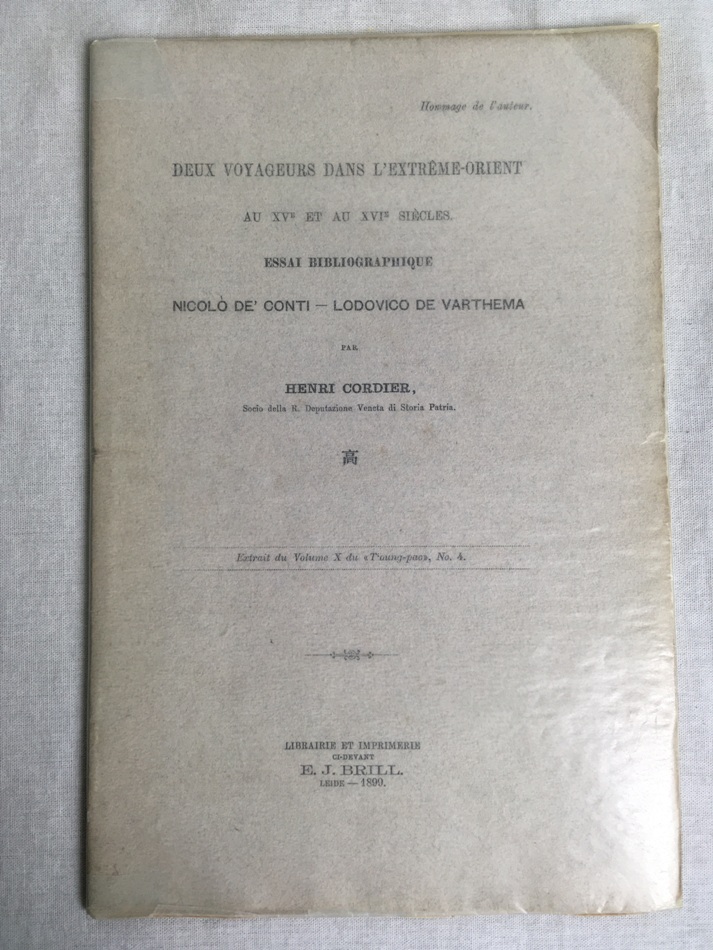 Hommage de l'auteur.
DEUX VOYAGEURS DANS L'EXTRÊME-ORIENT
AU XVᴱ ET AU XVIᴱ SIÈCLES.
ESSAI BIBLIOGRAPHIQUE
NICOLÒ DE' CONTI — LODOVICO DE VARTHEMA
PAR
HENRI CORDIER,
Socio della R. Deputazione Veneta di Storia Patria.
高
Extrait du Volume X du «T'oung-pao», No. 4.
LIBRAIRIE ET IMPRIMERIE
CI-DEVANT
E. J. BRILL.
LEIDE — 1899.